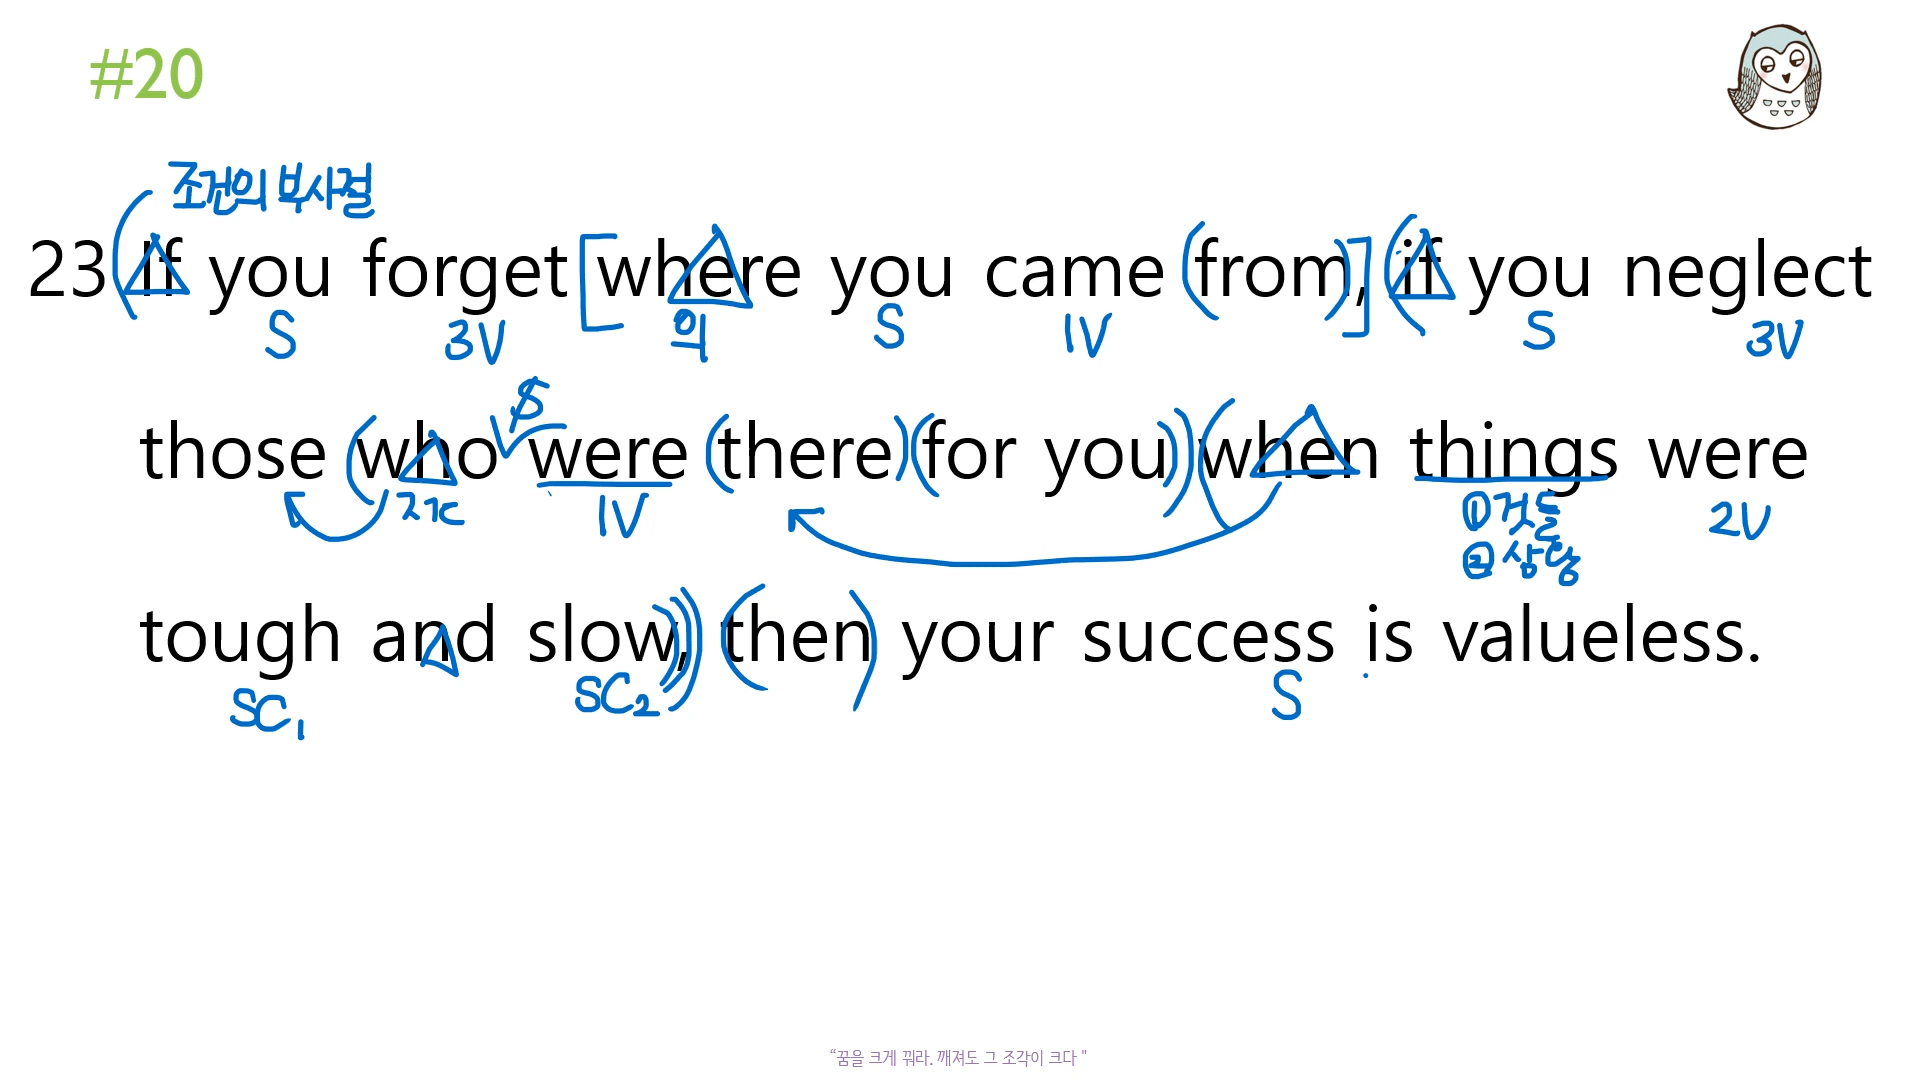 #20
조건의 부사절
23 If you forget [where you came (from,)] (if you neglect
S 3V 의 S 1V S 3V
S
those (who were (there) (for you)) (when things were
관대 1V ①것들 2V
②상황
tough and slow,)) (then) your success is valueless.
SC1 SC2 S
“꿈을 크게 꿔라. 깨져도 그 조각이 크다 "